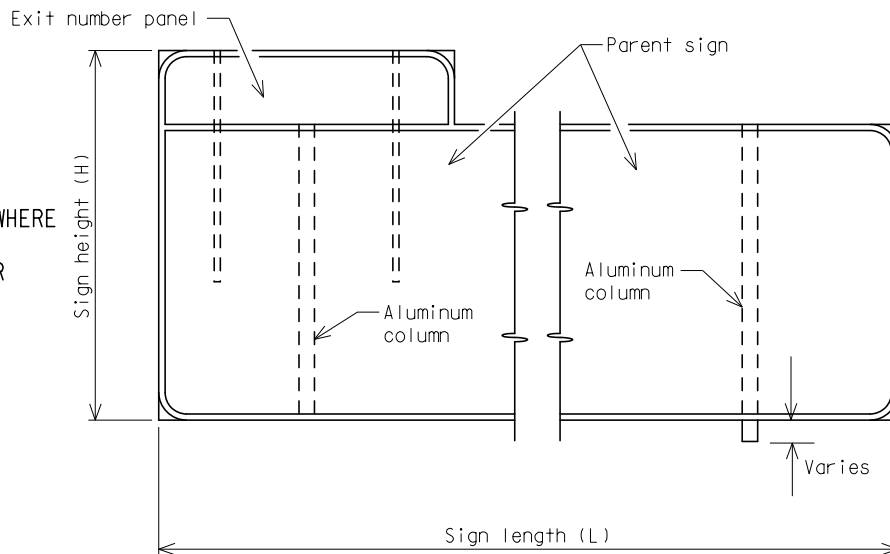 Exit number panel
Parent sign
Sign height (H)
WHERE
R
Aluminum
column
Aluminum
column
Varies
Sign length (L)